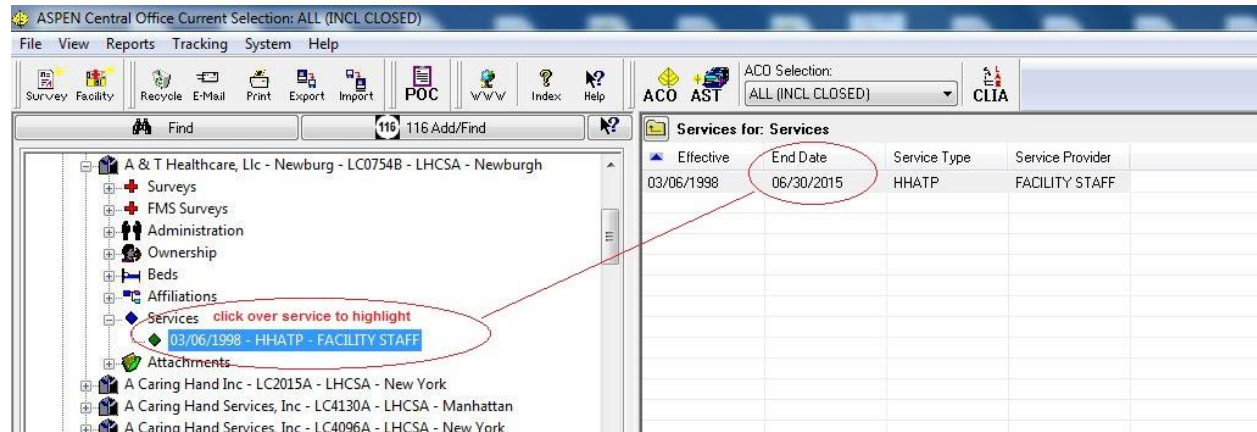 ASPEN Central Office Current Selection: ALL (INCL CLOSED)
File View Reports Tracking System Help
Survey Facility Recycle E-Mail Print Export Import POC WWW Index Help ACO AST ACO Selection: CLIA
ALL (INCL CLOSED)
Find 116 116 Add/Find
Services for: Services
Effective End Date Service Type Service Provider
03/06/1998 06/30/2015 HHATP FACILITY STAFF
A & T Healthcare, Llc - Newburg - LC0754B - LHCSA - Newburgh
Surveys
FMS Surveys
Administration
Ownership
Beds
Affiliations
Services click over service to highlight
03/06/1998 - HHATP - FACILITY STAFF
Attachments
A Caring Hand Inc - LC2015A - LHCSA - New York
A Caring Hand Services, Inc - LC4130A - LHCSA - Manhattan
A Caring Hand Services, Inc - LC4096A - LHCSA - New York